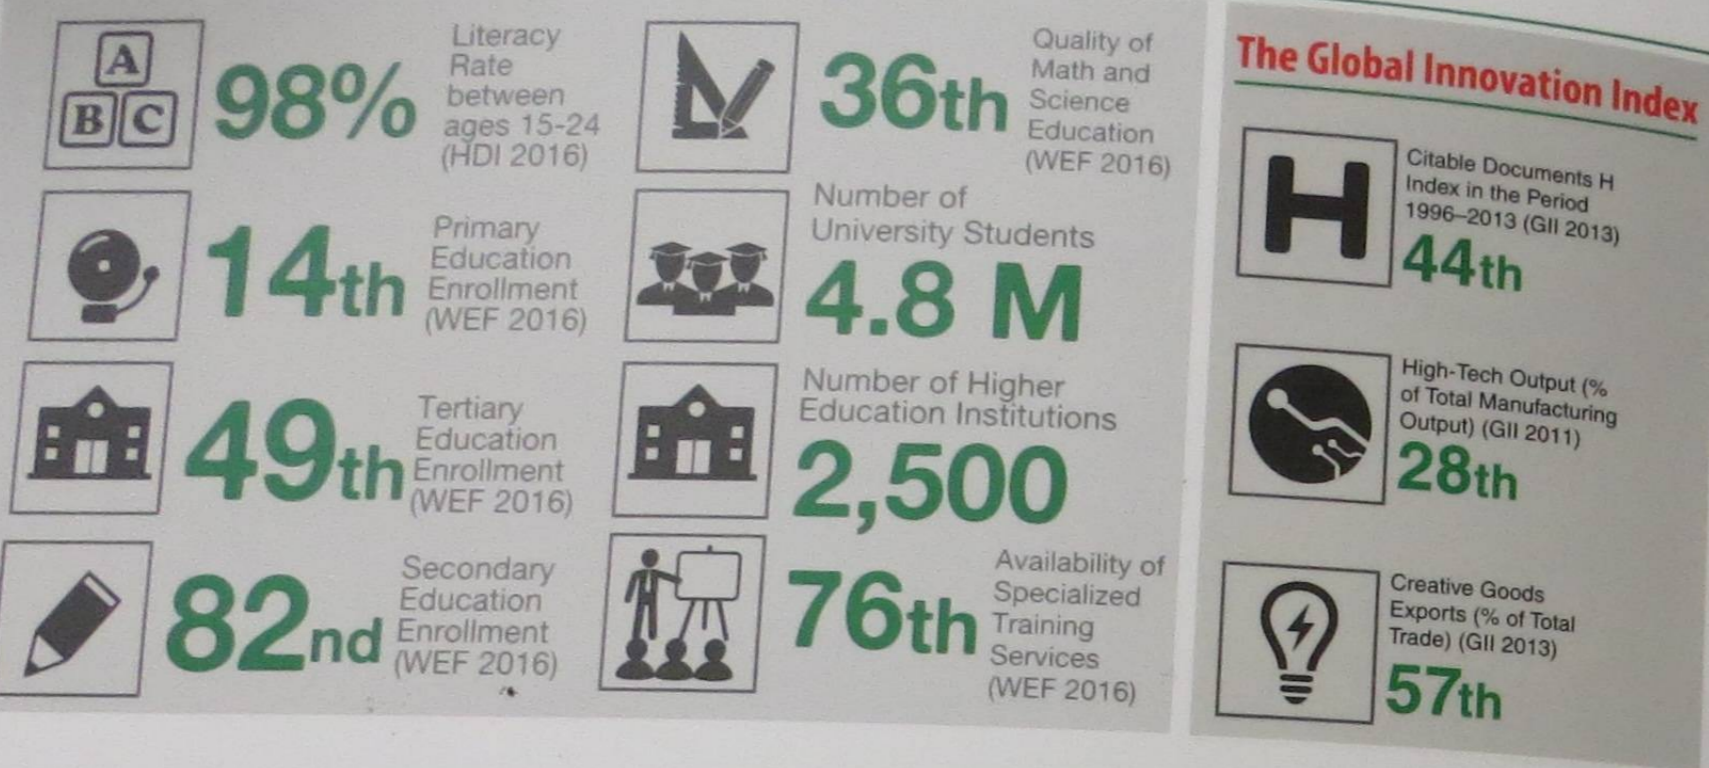 A
B C
98%
Literacy
Rate
between
ages 15-24
(HDI 2016)
14th
Primary
Education
Enrollment
(WEF 2016)
49th
Tertiary
Education
Enrollment
(WEF 2016)
82nd
Secondary
Education
Enrollment
(WEF 2016)
36th
Quality of
Math and
Science
Education
(WEF 2016)
Number of
University Students
4.8 M
Number of Higher
Education Institutions
2,500
76th
Availability of
Specialized
Training
Services
(WEF 2016)
The Global Innovation Index
H
Citable Documents H
Index in the Period
1996–2013 (GII 2013)
44th
High-Tech Output (%
of Total Manufacturing
Output) (GII 2011)
28th
Creative Goods
Exports (% of Total
Trade) (GII 2013)
57th